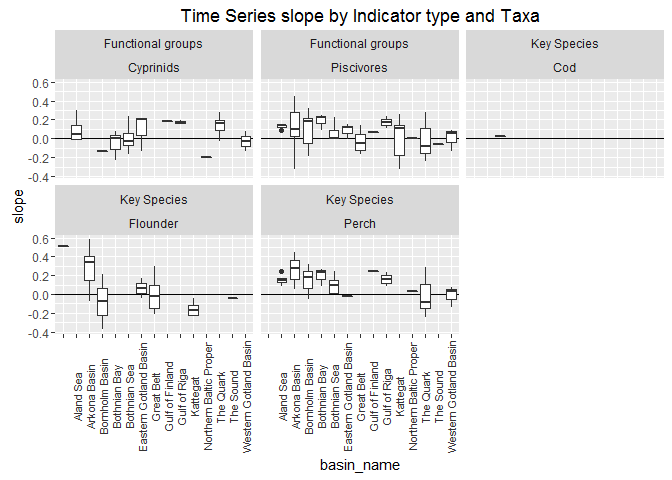 Time Series slope by Indicator type and Taxa
Functional groups
Cyprinids
Functional groups
Piscivores
Key Species
Cod
0.6
0.4
0.2
0.0
-0.2
-0.4
Key Species
Flounder
Key Species
Perch
0.6
0.4
0.2
0.0
-0.2
-0.4
slope
Aland Sea
Arkona Basin
Bornholm Basin
Bothnian Bay
Bothnian Sea
Eastern Gotland Basin
Great Belt
Gulf of Finland
Gulf of Riga
Kattegat
Northern Baltic Proper
The Quark
The Sound
Western Gotland Basin
Aland Sea
Arkona Basin
Bornholm Basin
Bothnian Bay
Bothnian Sea
Eastern Gotland Basin
Great Belt
Gulf of Finland
Gulf of Riga
Kattegat
Northern Baltic Proper
The Quark
The Sound
Western Gotland Basin
basin_name